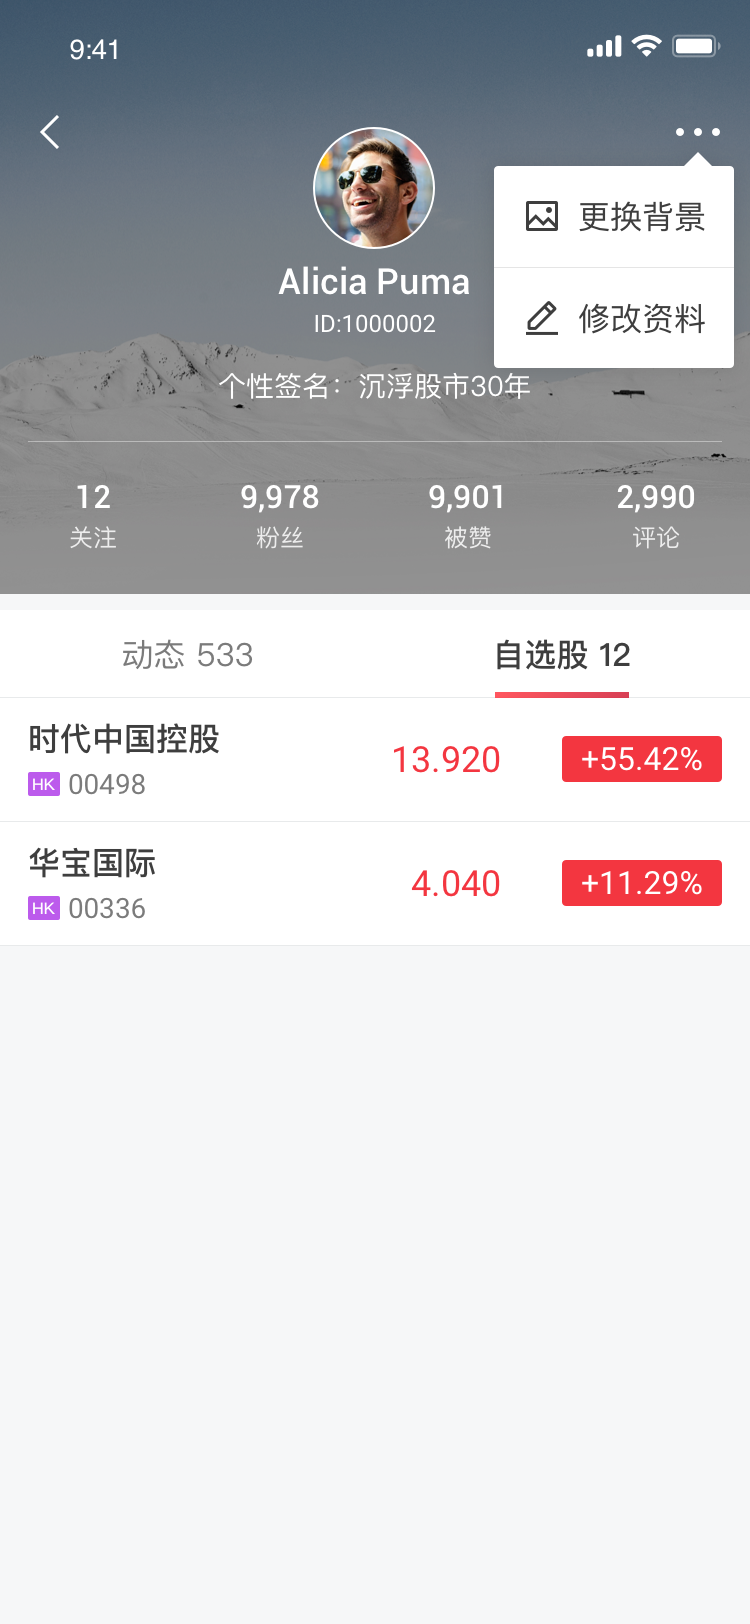 9:41
更换背景
修改资料
Alicia Puma
ID:1000002
个性签名：沉浮股市30年
12 9,978 9,901 2,990
关注 粉丝 被赞 评论
动态 533 自选股 12
时代中国控股 13.920 +55.42%
HK 00498
华宝国际 4.040 +11.29%
HK 00336